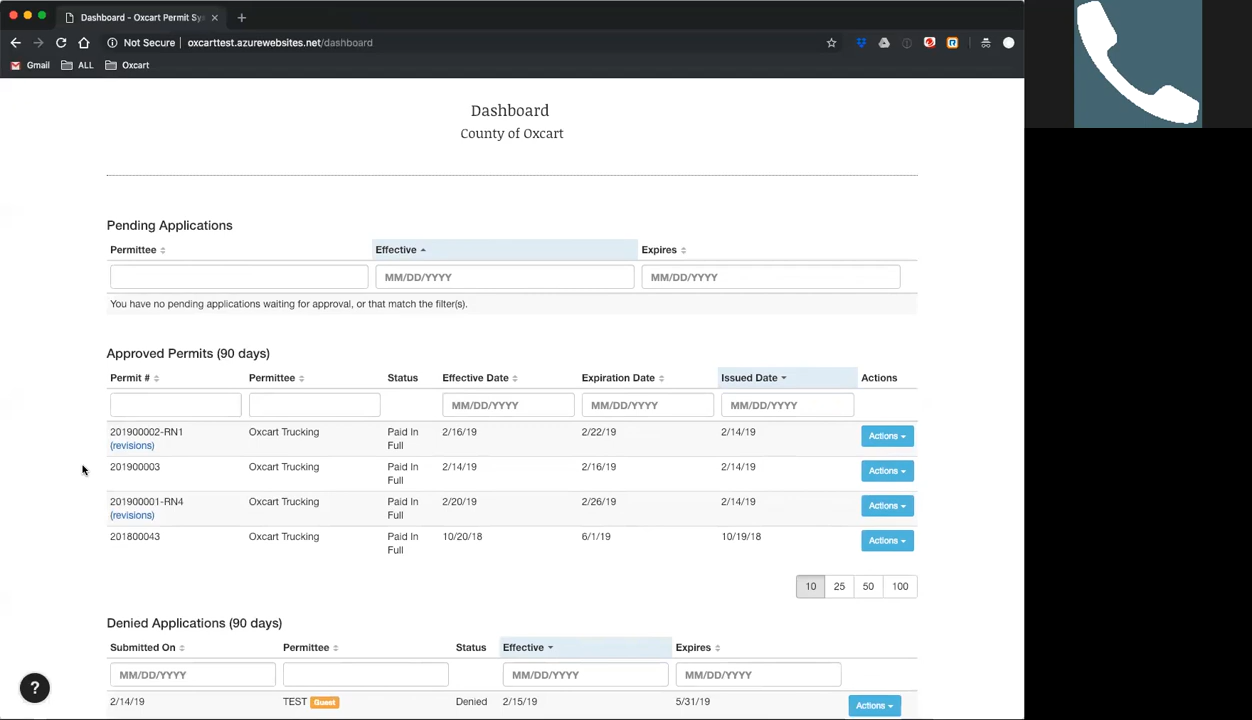 Dashboard - Oxcart Permit Sy
Not Secure | oxcarttest.azurewebsites.net/dashboard
Gmail ALL Oxcart
Dashboard
County of Oxcart
Pending Applications
Permittee Effective Expires
MM/DD/YYYY MM/DD/YYYY
You have no pending applications waiting for approval, or that match the filter(s).
Approved Permits (90 days)
Permit # Permittee Status Effective Date Expiration Date Issued Date Actions
MM/DD/YYYY MM/DD/YYYY MM/DD/YYYY
201900002-RN1 Oxcart Trucking Paid In 2/16/19 2/22/19 2/14/19 Actions
(revisions) Full
201900003 Oxcart Trucking Paid In 2/14/19 2/16/19 2/14/19 Actions
Full
201900001-RN4 Oxcart Trucking Paid In 2/20/19 2/26/19 2/14/19 Actions
(revisions) Full
201800043 Oxcart Trucking Paid In 10/20/18 6/1/19 10/19/18 Actions
Full
10 25 50 100
Denied Applications (90 days)
Submitted On Permittee Status Effective Expires
MM/DD/YYYY MM/DD/YYYY MM/DD/YYYY
2/14/19 TEST Guest Denied 2/15/19 5/31/19 Actions
?